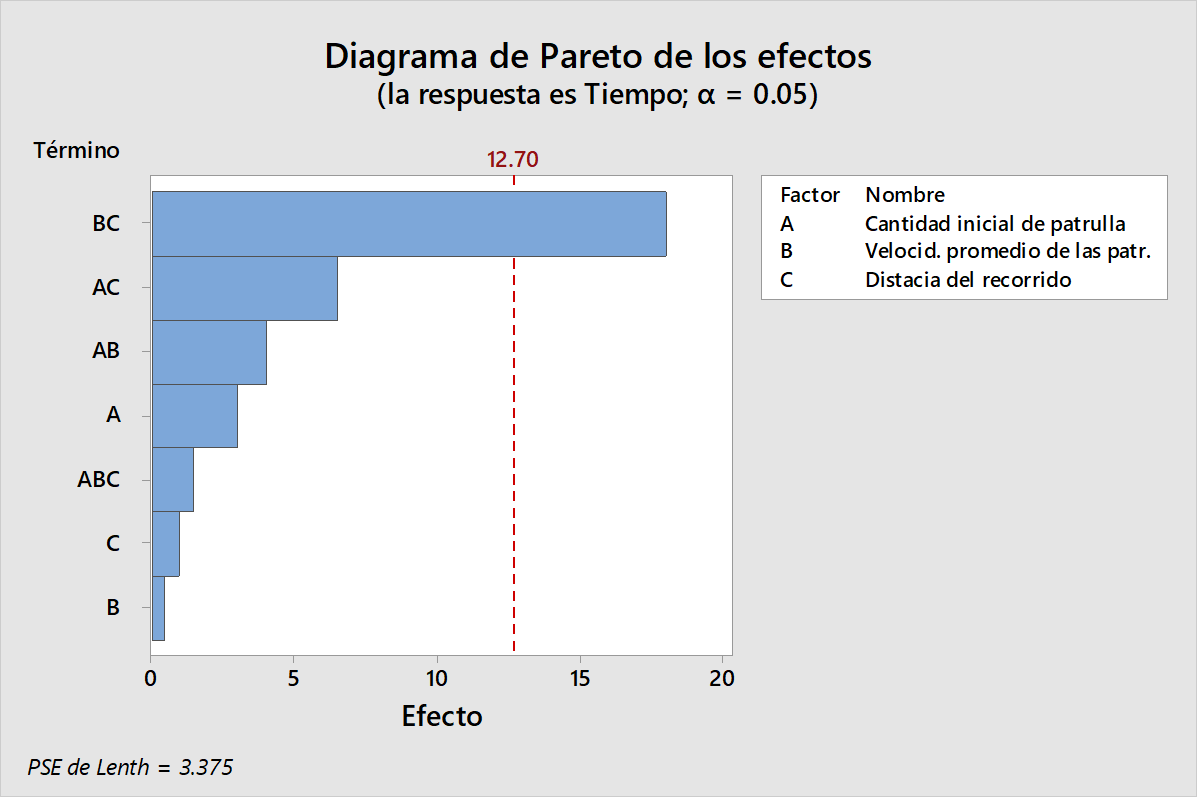 Diagrama de Pareto de los efectos
(la respuesta es Tiempo; α = 0.05)
Término
12.70
BC
AC
AB
A
ABC
C
B
0 5 10 15 20
Efecto
Factor Nombre
A Cantidad inicial de patrulla
B Velocid. promedio de las patr.
C Distacia del recorrido
PSE de Lenth = 3.375